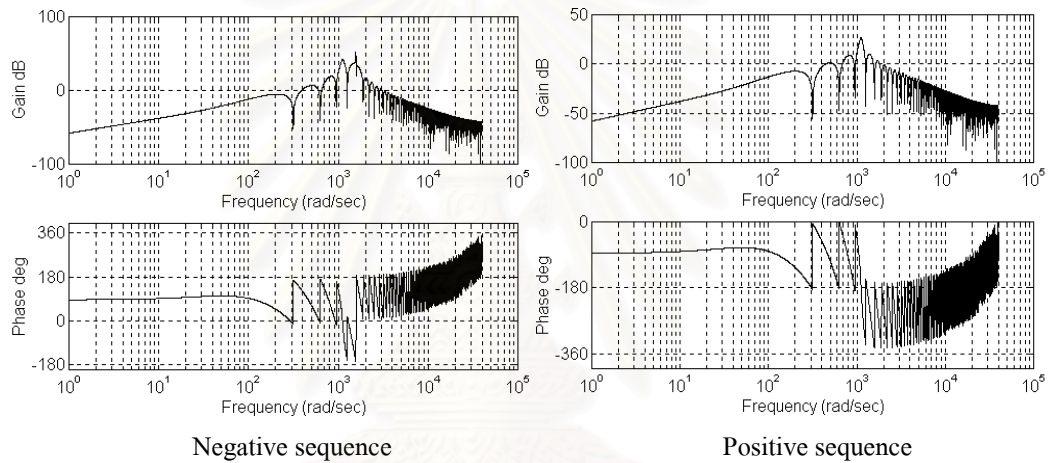 100
0
-100
Gain dB
10^0 10^1 10^2 10^3 10^4 10^5
Frequency (rad/sec)
50
0
-50
-100
Gain dB
10^0 10^1 10^2 10^3 10^4 10^5
Frequency (rad/sec)
360
180
0
-180
Phase deg
10^0 10^1 10^2 10^3 10^4 10^5
Frequency (rad/sec)
0
-180
-360
Phase deg
10^0 10^1 10^2 10^3 10^4 10^5
Frequency (rad/sec)
Negative sequence
Positive sequence